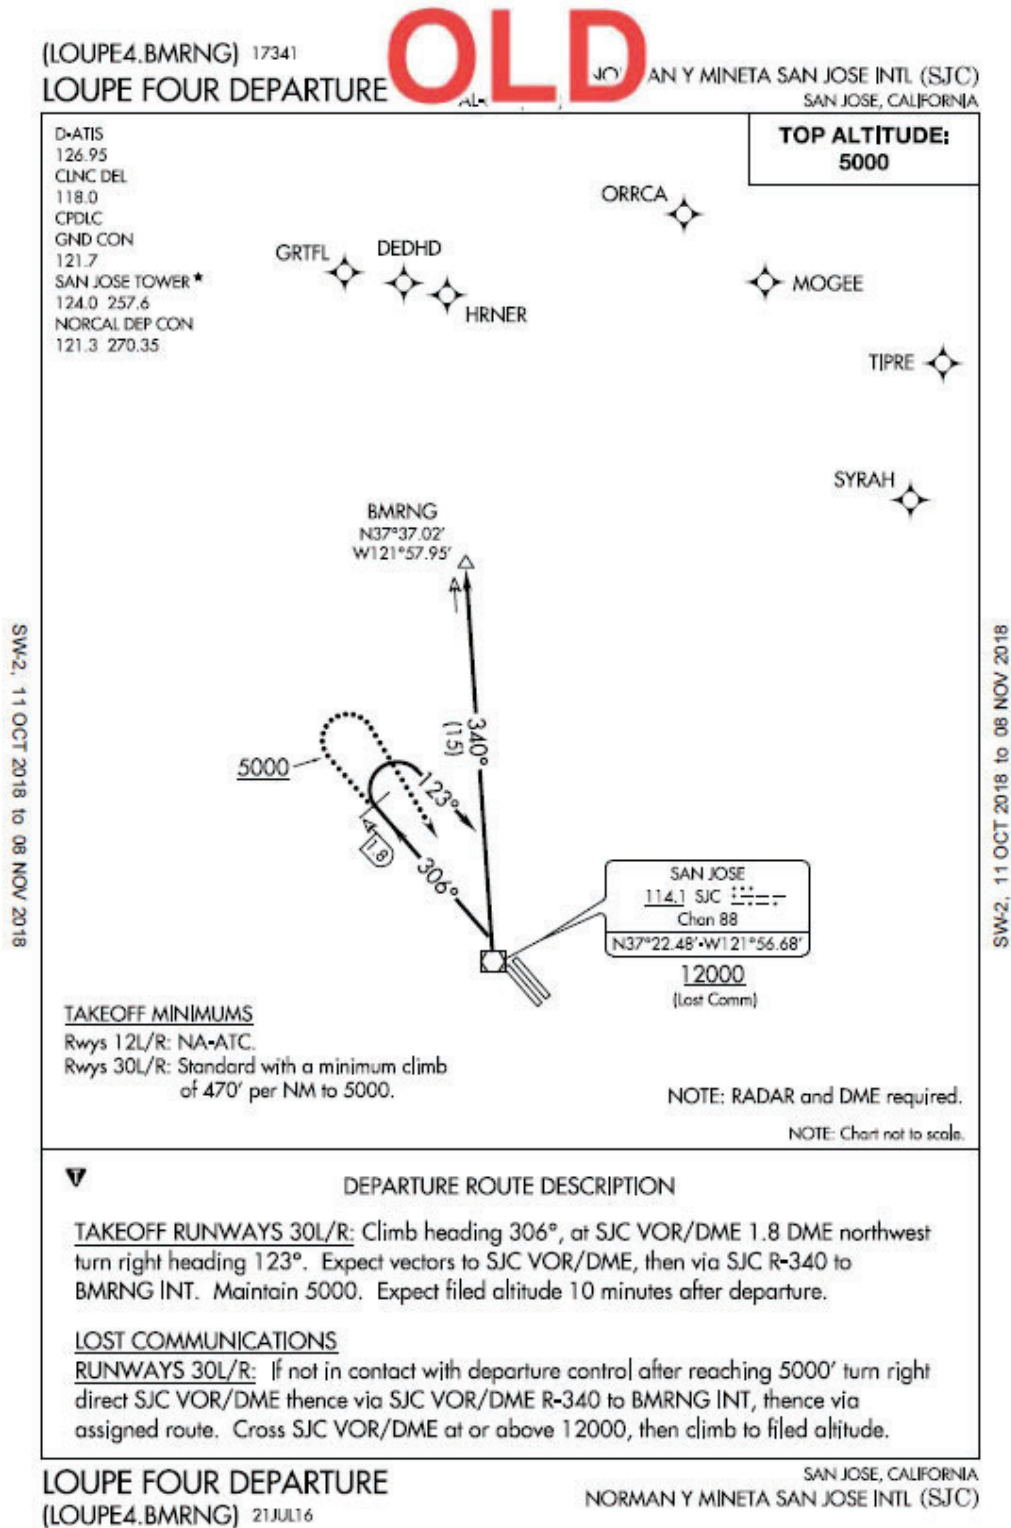 OLD
(LOUPE4.BMRNG) 17341
LOUPE FOUR DEPARTURE
AN Y MINETA SAN JOSE INTL (SJC)
SAN JOSE, CALIFORNIA
D-ATIS
126.95
CLNC DEL
118.0
CPDLC
GND CON
121.7
SAN JOSE TOWER★
124.0 257.6
NORCAL DEP CON
121.3 270.35
TOP ALTITUDE:
5000
ORRCA
GRTFL
DEDHD
HRNER
MOGEE
TIPRE
SYRAH
BMRNG
N37°37.02'
W121°57.95'
340°
(15)
5000
123°
1.8
306°
SAN JOSE
114.1 SJC
Chan 88
N37°22.48'-W121°56.68'
12000
(Lost Comm)
TAKEOFF MINIMUMS
Rwys 12L/R: NA-ATC.
Rwys 30L/R: Standard with a minimum climb
of 470' per NM to 5000.
NOTE: RADAR and DME required.
NOTE: Chart not to scale.
SW-2, 11 OCT 2018 to 08 NOV 2018
SW-2, 11 OCT 2018 to 08 NOV 2018
T
DEPARTURE ROUTE DESCRIPTION
TAKEOFF RUNWAYS 30L/R: Climb heading 306°, at SJC VOR/DME 1.8 DME northwest
turn right heading 123°. Expect vectors to SJC VOR/DME, then via SJC R-340 to
BMRNG INT. Maintain 5000. Expect filed altitude 10 minutes after departure.
LOST COMMUNICATIONS
RUNWAYS 30L/R: If not in contact with departure control after reaching 5000' turn right
direct SJC VOR/DME thence via SJC VOR/DME R-340 to BMRNG INT, thence via
assigned route. Cross SJC VOR/DME at or above 12000, then climb to filed altitude.
LOUPE FOUR DEPARTURE
(LOUPE4.BMRNG) 21JUL16
SAN JOSE, CALIFORNIA
NORMAN Y MINETA SAN JOSE INTL (SJC)